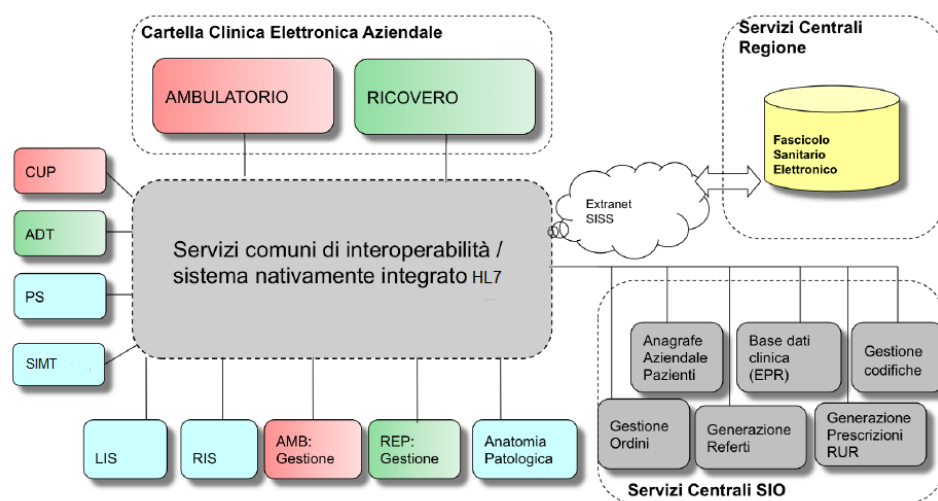 Cartella Clinica Elettronica Aziendale
AMBULATORIO
RICOVERO
Servizi Centrali
Regione
Fascicolo
Sanitario
Elettronico
CUP
ADT
PS
SIMT
Servizi comuni di interoperabilità /
sistema nativamente integrato HL7
Extranet
SISS
LIS
RIS
AMB:
Gestione
REP:
Gestione
Anatomia
Patologica
Anagrafe
Aziendale
Pazienti
Base dati
clinica
(EPR)
Gestione
codifiche
Gestione
Ordini
Generazione
Referti
Generazione
Prescrizioni
RUR
Servizi Centrali SIO